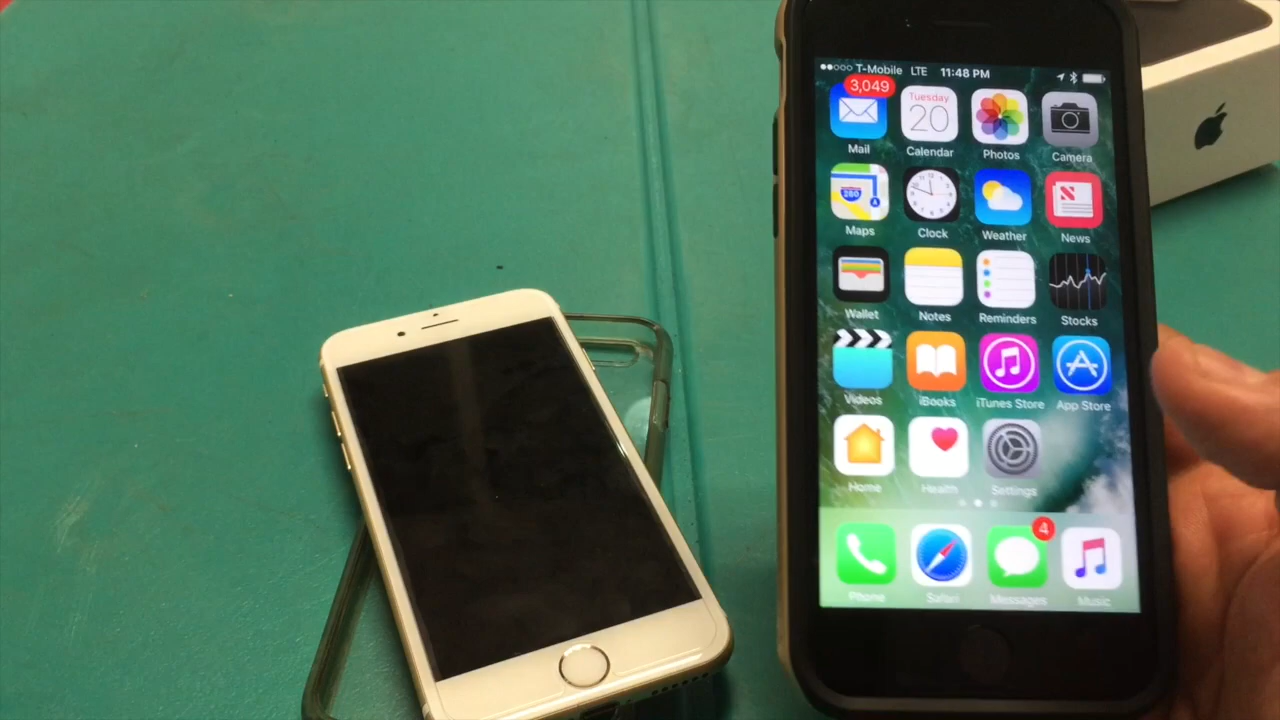 T-Mobile LTE 11:48 PM
3,049
Tuesday
20
Mail Calendar Photos Camera
280
Maps Clock Weather News
Wallet Notes Reminders Stocks
Videos iBooks iTunes Store App Store
Home Health Settings
4
Phone Safari Messages Music